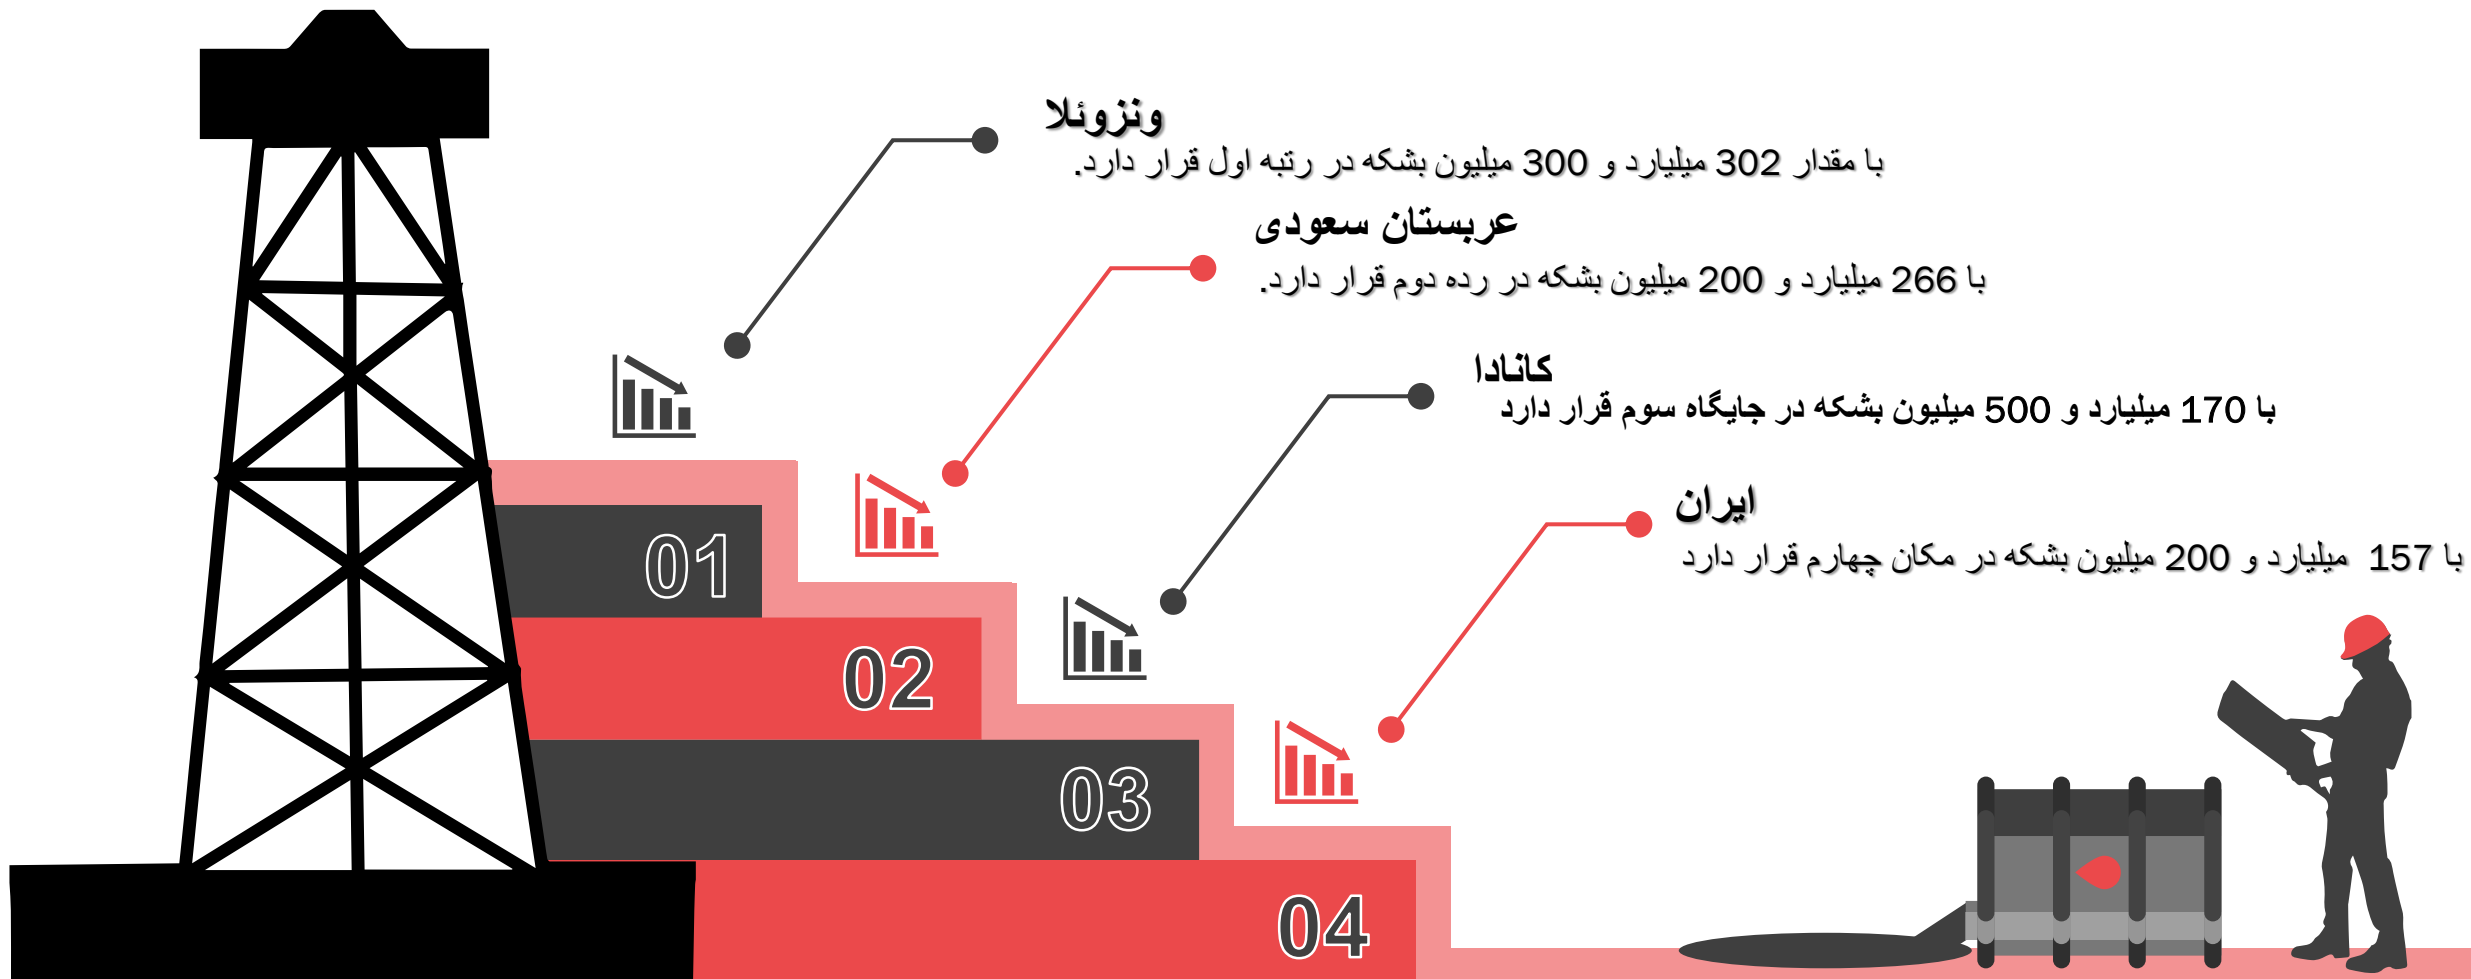 ونزوئلا
با مقدار 302 میلیارد و 300 میلیون بشکه در رتبه اول قرار دارد.
عربستان سعودی
با 266 میلیارد و 200 میلیون بشکه در رده دوم قرار دارد.
کانادا
با 170 میلیارد و 500 میلیون بشکه در جایگاه سوم قرار دارد
ایران
با 157 میلیارد و 200 میلیون بشکه در مکان چهارم قرار دارد
01
02
03
04